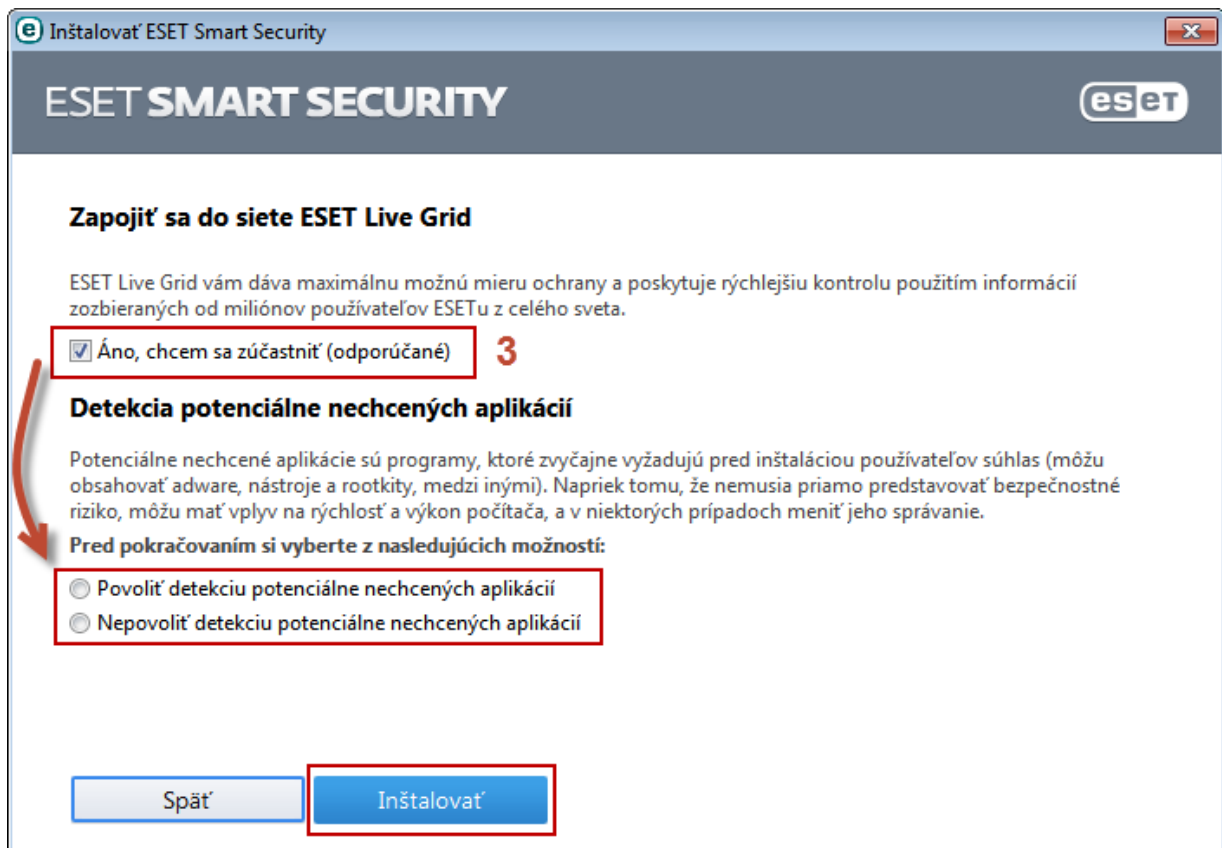 Inštalovať ESET Smart Security
ESET SMART SECURITY
eseT
Zapojiť sa do siete ESET Live Grid
ESET Live Grid vám dáva maximálnu možnú mieru ochrany a poskytuje rýchlejšiu kontrolu použitím informácií
zozbieraných od miliónov používateľov ESETu z celého sveta.
Áno, chcem sa zúčastniť (odporúčané)
3
Detekcia potenciálne nechcených aplikácií
Potenciálne nechcené aplikácie sú programy, ktoré zvyčajne vyžadujú pred inštaláciou používateľov súhlas (môžu
obsahovať adware, nástroje a rootkity, medzi inými). Napriek tomu, že nemusia priamo predstavovať bezpečnostné
riziko, môžu mať vplyv na rýchlosť a výkon počítača, a v niektorých prípadoch meniť jeho správanie.
Pred pokračovaním si vyberte z nasledujúcich možností:
Povoliť detekciu potenciálne nechcených aplikácií
Nepovoliť detekciu potenciálne nechcených aplikácií
Späť
Inštalovať